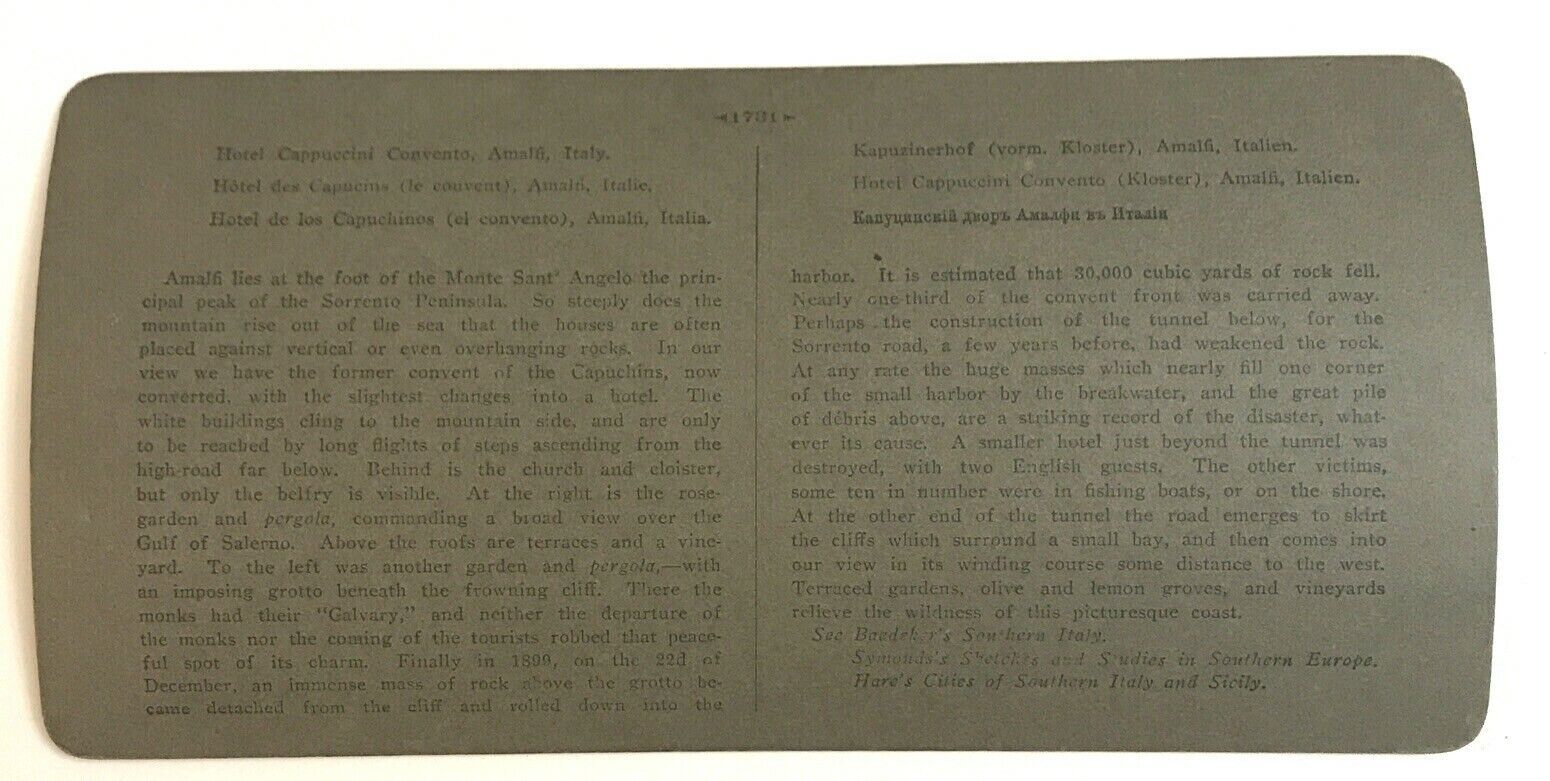 1731
Hotel Cappuccini Convento, Amalfi, Italy.
Hôtel des Capucins (le couvent), Amalfi, Italie.
Hotel de los Capuchinos (el convento), Amalfi, Italia.
Amalfi lies at the foot of the Monte Sant' Angelo the prin-
cipal peak of the Sorrento Peninsula. So steeply does the
mountain rise out of the sea that the houses are often
placed against vertical or even overhanging rocks. In our
view we have the former convent of the Capuchins, now
converted, with the slightest changes into a hotel. The
white buildings cling to the mountain side, and are only
to be reached by long flights of steps ascending from the
high-road far below. Behind is the church and cloister,
but only the belfry is visible. At the right is the rose-
garden and pergola, commanding a broad view over the
Gulf of Salerno. Above the roofs are terraces and a vine-
yard. To the left was another garden and pergola,—with
an imposing grotto beneath the frowning cliff. There the
monks had their "Galvary," and neither the departure of
the monks nor the coming of the tourists robbed that peace-
ful spot of its charm. Finally in 1899, on the 22d of
December, an immense mass of rock above the grotto be-
came detached from the cliff and rolled down into the
Kapuzinerhof (vorm. Kloster), Amalfi, Italien.
Hotel Cappuccini Convento (Kloster), Amalfi, Italien.
Капуцинскій дворъ Амалфи въ Италіи
harbor. It is estimated that 30,000 cubic yards of rock fell.
Nearly one-third of the convent front was carried away.
Perhaps the construction of the tunnel below, for the
Sorrento road, a few years before, had weakened the rock.
At any rate the huge masses which nearly fill one corner
of the small harbor by the breakwater, and the great pile
of débris above, are a striking record of the disaster, what-
ever its cause. A smaller hotel just beyond the tunnel was
destroyed, with two English guests. The other victims,
some ten in number were in fishing boats, or on the shore.
At the other end of the tunnel the road emerges to skirt
the cliffs which surround a small bay, and then comes into
our view in its winding course some distance to the west.
Terraced gardens, olive and lemon groves, and vineyards
relieve the wildness of this picturesque coast.
See Baedeker's Southern Italy.
Symonds's Sketches and Studies in Southern Europe.
Hare's Cities of Southern Italy and Sicily.